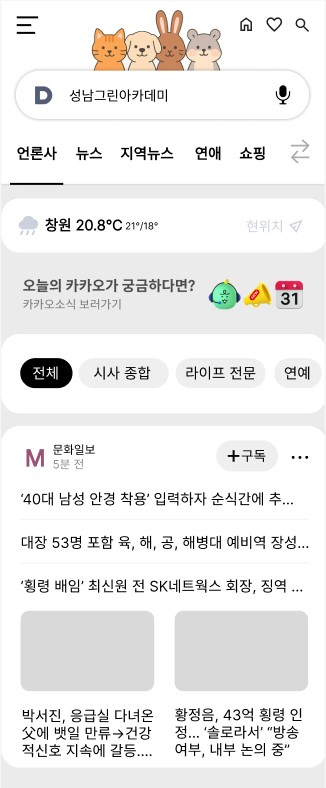 D 성남그린아카데미
언론사 뉴스 지역뉴스 연애 쇼핑
창원 20.8°C 21°/18° 현위치
오늘의 카카오가 궁금하다면?
카카오소식 보러가기
31
전체 시사 종합 라이프 전문 연예
M 문화일보
5분 전
+구독
‘40대 남성 안경 착용’ 입력하자 순식간에 추...
대장 53명 포함 육, 해, 공, 해병대 예비역 장성...
‘횡령 배임’ 최신원 전 SK네트웍스 회장, 징역 ...
박서진, 응급실 다녀온
父에 뱃일 만류→건강
적신호 지속에 갈등....
황정음, 43억 횡령 인
정... ‘솔로라서’ “방송
여부, 내부 논의 중”